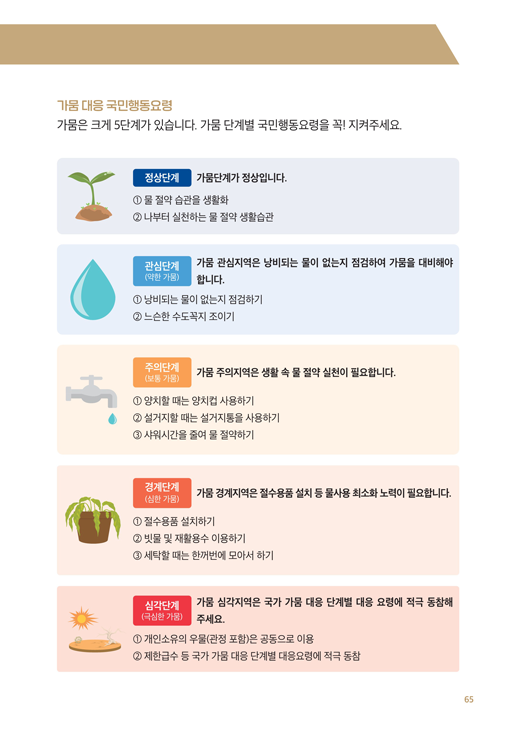 가뭄 대응 국민행동요령
가뭄은 크게 5단계가 있습니다. 가뭄 단계별 국민행동요령을 꼭! 지켜주세요.
정상단계
가뭄단계가 정상입니다.
① 물 절약 습관을 생활화
② 나부터 실천하는 물 절약 생활습관
관심단계
(약한 가뭄)
가뭄 관심지역은 낭비되는 물이 없는지 점검하여 가뭄을 대비해야
합니다.
① 낭비되는 물이 없는지 점검하기
② 느슨한 수도꼭지 조이기
주의단계
(보통 가뭄)
가뭄 주의지역은 생활 속 물 절약 실천이 필요합니다.
① 양치할 때는 양치컵 사용하기
② 설거지할 때는 설거지통을 사용하기
③ 샤워시간을 줄여 물 절약하기
경계단계
(심한 가뭄)
가뭄 경계지역은 절수용품 설치 등 물사용 최소화 노력이 필요합니다.
① 절수용품 설치하기
② 빗물 및 재활용수 이용하기
③ 세탁할 때는 한꺼번에 모아서 하기
심각단계
(극심한 가뭄)
가뭄 심각지역은 국가 가뭄 대응 단계별 대응 요령에 적극 동참해
주세요.
① 개인소유의 우물(관정 포함)은 공동으로 이용
② 제한급수 등 국가 가뭄 대응 단계별 대응요령에 적극 동참
65